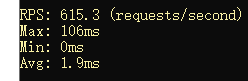 RPS: 615.3 (requests/second)
Max: 106ms
Min: 0ms
Avg: 1.9ms